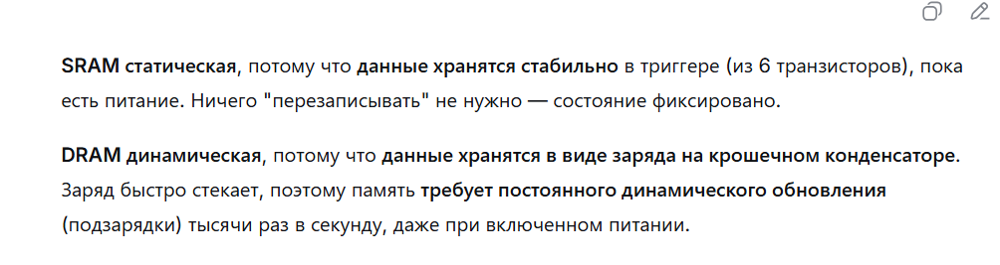 SRAM статическая, потому что данные хранятся стабильно в триггере (из 6 транзисторов), пока
есть питание. Ничего "перезаписывать" не нужно — состояние фиксировано.
DRAM динамическая, потому что данные хранятся в виде заряда на крошечном конденсаторе.
Заряд быстро стекает, поэтому память требует постоянного динамического обновления
(подзарядки) тысячи раз в секунду, даже при включенном питании.